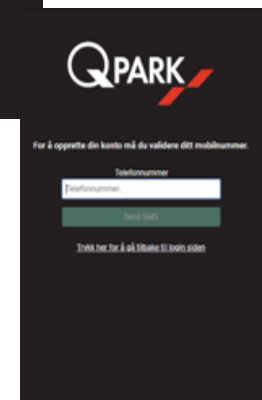 QPARK
For å opprette din konto må du validere ditt mobilnummer.
Telefonnummer
Telefonnummer..
Send SMS
Trykk her for å gå tilbake til login siden